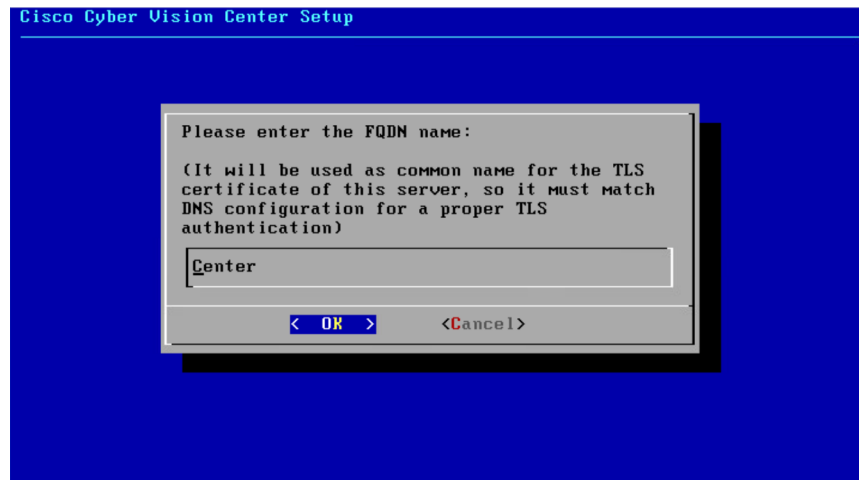 Cisco Cyber Vision Center Setup
Please enter the FQDN name:
(It will be used as common name for the TLS
certificate of this server, so it must match
DNS configuration for a proper TLS
authentication)
Center
<  OK  > <Cancel>